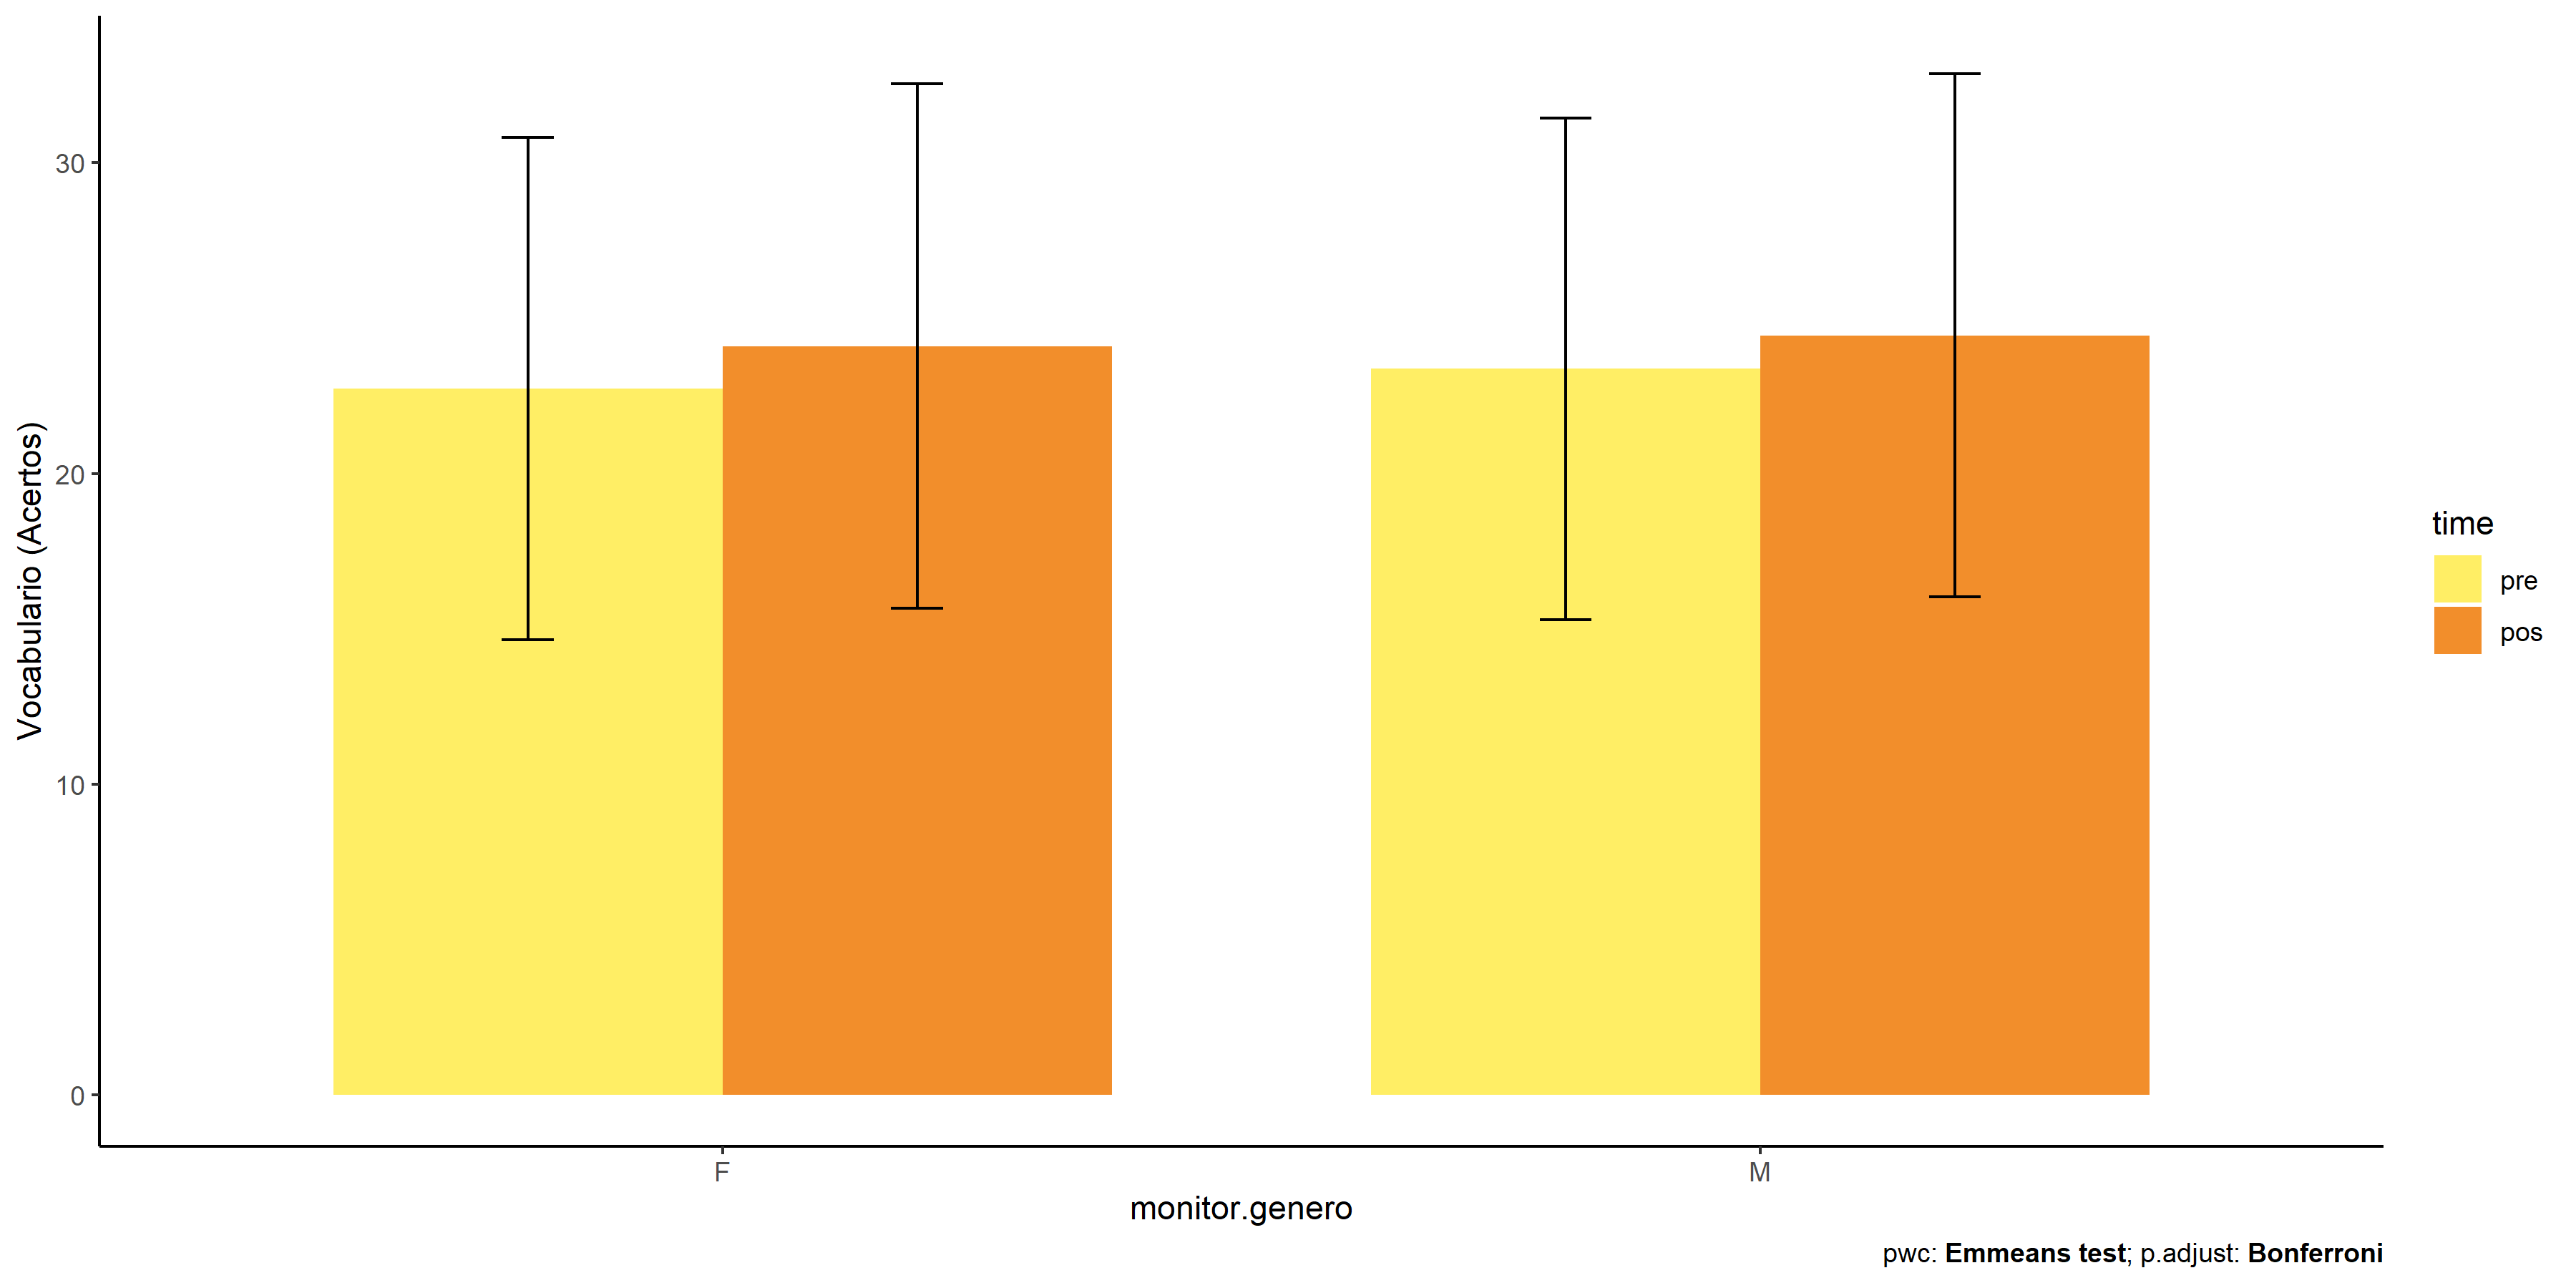 Vocabulario (Acertos)
30
20
10
0
F
M
monitor.genero
time
pre
pos
pwc: Emmeans test; p.adjust: Bonferroni